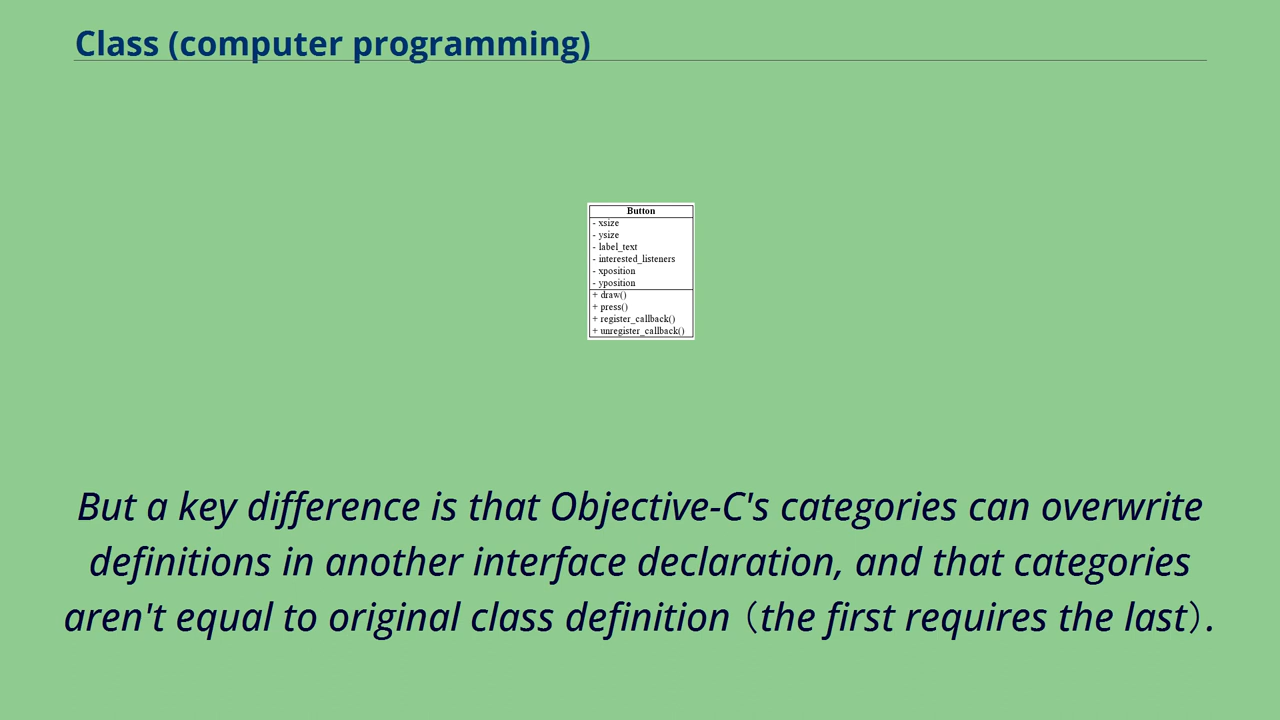 Class (computer programming)
Button
- xsize
- ysize
- label_text
- interested_listeners
- xposition
- yposition
+ draw()
+ press()
+ register_callback()
+ unregister_callback()
But a key difference is that Objective-C's categories can overwrite
definitions in another interface declaration, and that categories
aren't equal to original class definition（the first requires the last）.